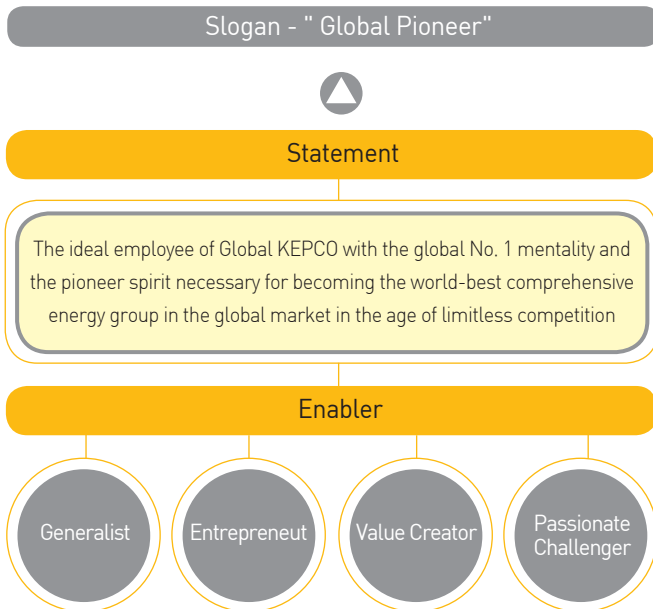 Slogan - " Global Pioneer"
Statement
The ideal employee of Global KEPCO with the global No. 1 mentality and
the pioneer spirit necessary for becoming the world-best comprehensive
energy group in the global market in the age of limitless competition
Enabler
Generalist
Entrepreneut
Value Creator
Passionate
Challenger